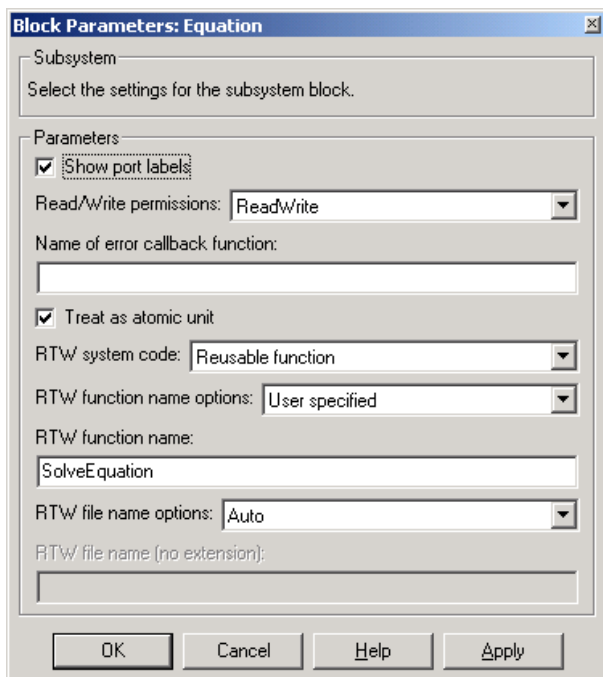 Block Parameters: Equation
Subsystem
Select the settings for the subsystem block.
Parameters
Show port labels
Read/Write permissions: ReadWrite
Name of error callback function:
Treat as atomic unit
RTW system code: Reusable function
RTW function name options: User specified
RTW function name:
SolveEquation
RTW file name options: Auto
RTW file name (no extension):
OK Cancel Help Apply